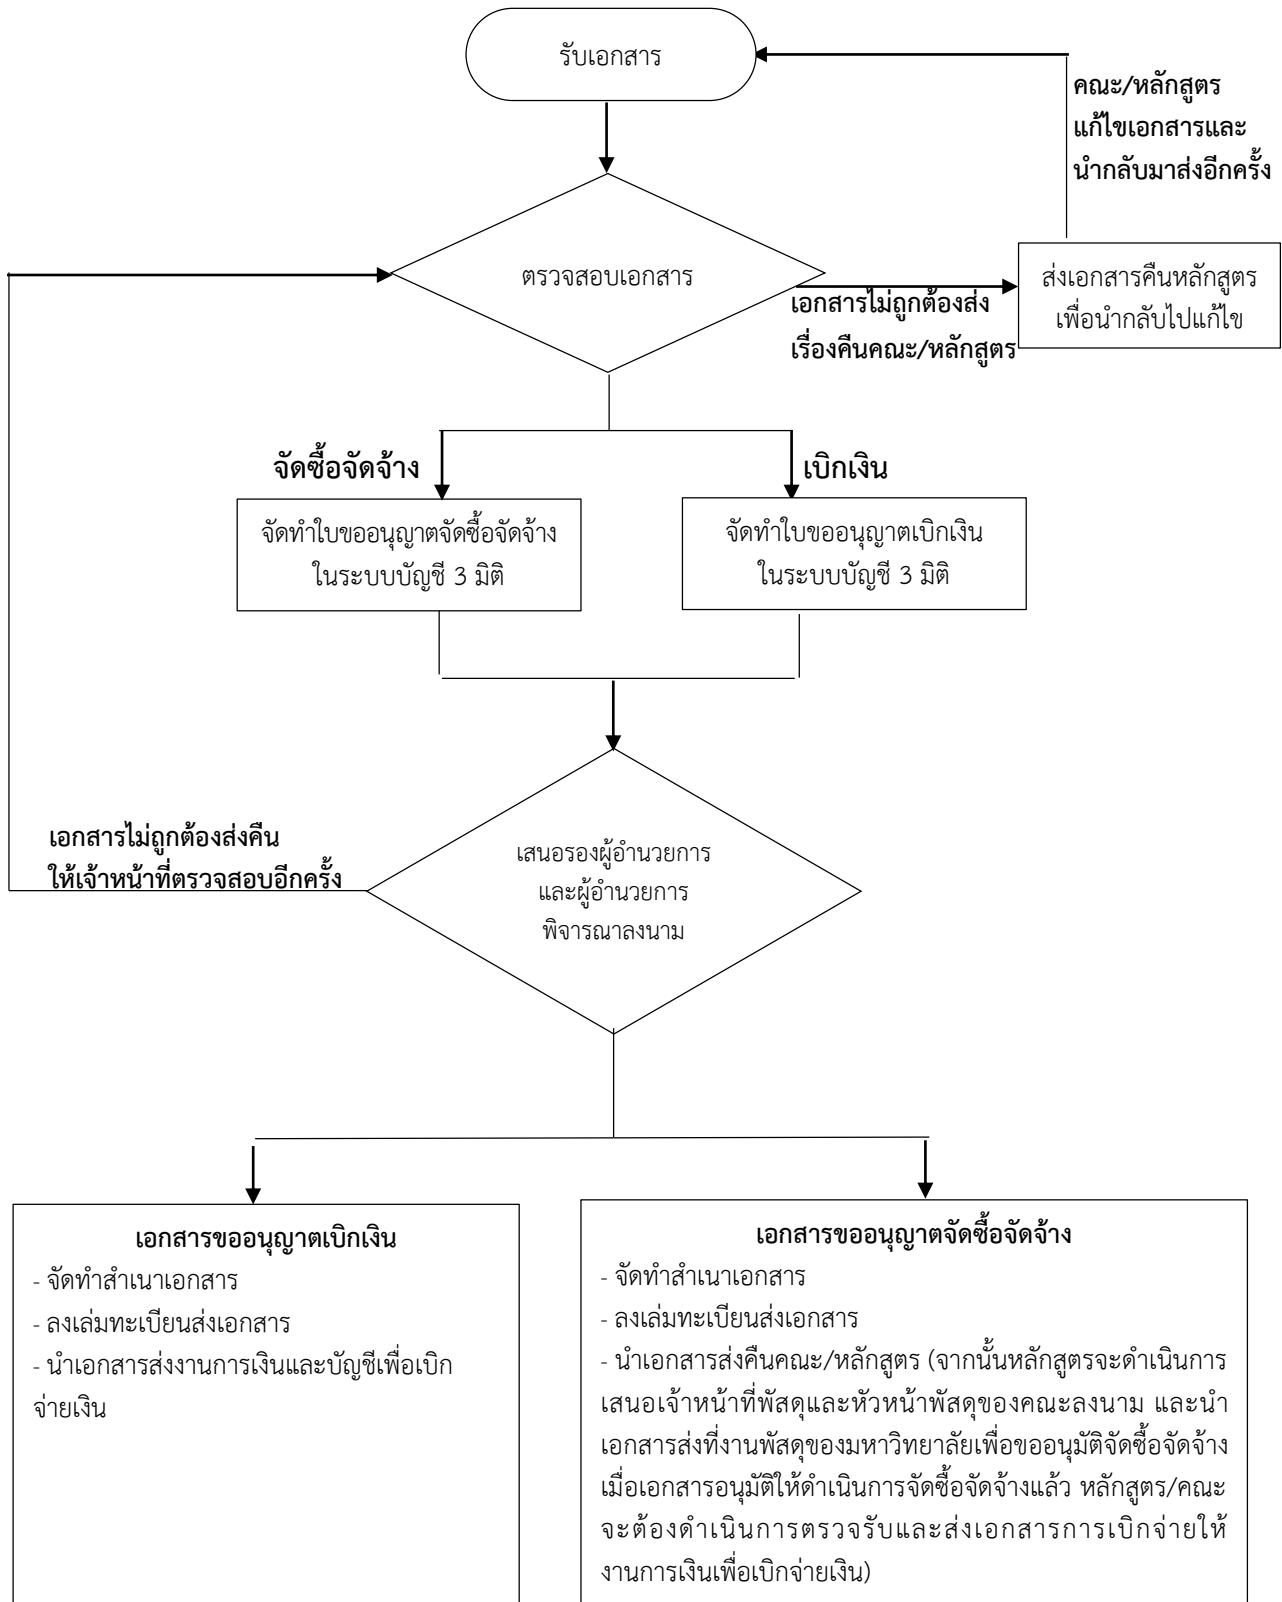 รับเอกสาร
คณะ/หลักสูตร
แก้ไขเอกสารและ
นำกลับมาส่งอีกครั้ง
ตรวจสอบเอกสาร
ส่งเอกสารคืนหลักสูตร
เพื่อนำกลับไปแก้ไข
เอกสารไม่ถูกต้องส่ง
เรื่องคืนคณะ/หลักสูตร
จัดซื้อจัดจ้าง
เบิกเงิน
จัดทำใบขออนุญาตจัดซื้อจัดจ้าง
ในระบบบัญชี 3 มิติ
จัดทำใบขออนุญาตเบิกเงิน
ในระบบบัญชี 3 มิติ
เอกสารไม่ถูกต้องส่งคืน
ให้เจ้าหน้าที่ตรวจสอบอีกครั้ง
เสนอรองผู้อำนวยการ
และผู้อำนวยการ
พิจารณาลงนาม
เอกสารขออนุญาตเบิกเงิน
- จัดทำสำเนาเอกสาร
- ลงเล่มทะเบียนส่งเอกสาร
- นำเอกสารส่งงานการเงินและบัญชีเพื่อเบิก
จ่ายเงิน
เอกสารขออนุญาตจัดซื้อจัดจ้าง
- จัดทำสำเนาเอกสาร
- ลงเล่มทะเบียนส่งเอกสาร
- นำเอกสารส่งคืนคณะ/หลักสูตร (จากนั้นหลักสูตรจะดำเนินการ
เสนอเจ้าหน้าที่พัสดุและหัวหน้าพัสดุของคณะลงนาม และนำ
เอกสารส่งที่งานพัสดุของมหาวิทยาลัยเพื่อขออนุมัติจัดซื้อจัดจ้าง
เมื่อเอกสารอนุมัติให้ดำเนินการจัดซื้อจัดจ้างแล้ว หลักสูตร/คณะ
จะต้องดำเนินการตรวจรับและส่งเอกสารการเบิกจ่ายให้
งานการเงินเพื่อเบิกจ่ายเงิน)